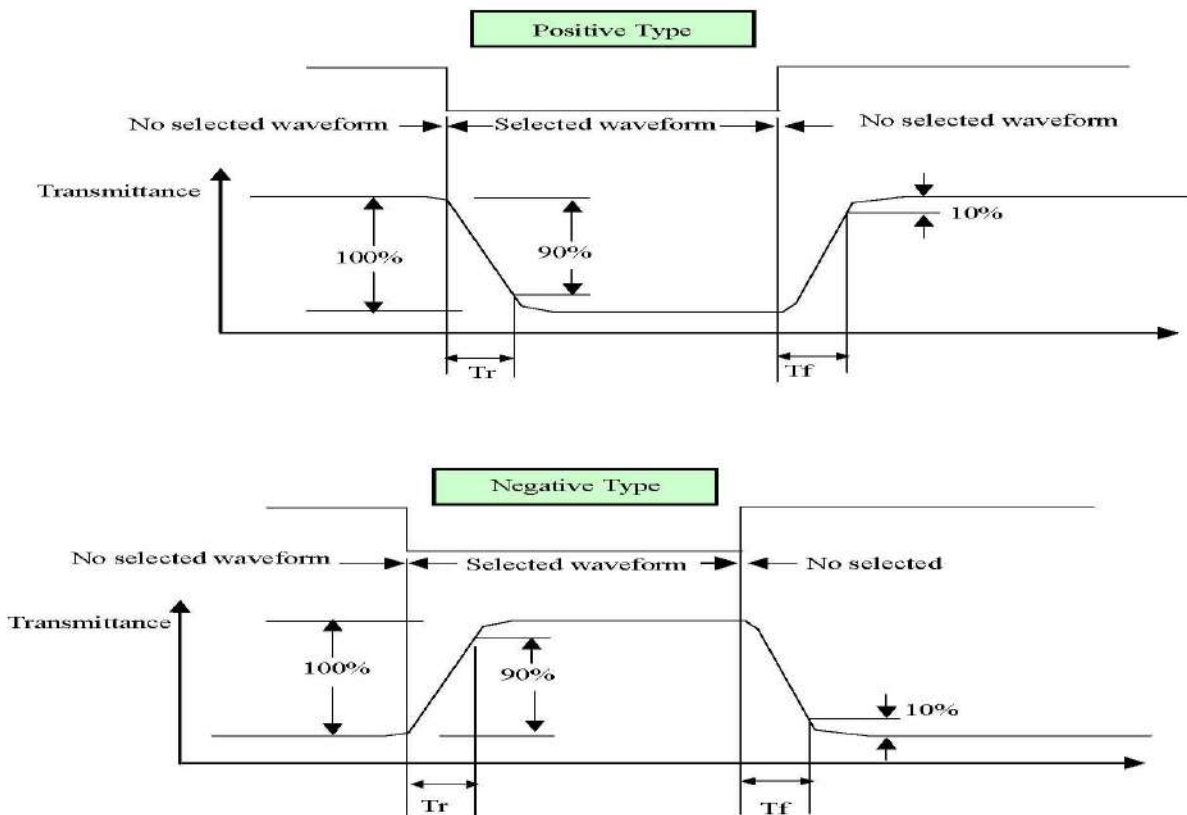 Positive Type
No selected waveform
Selected waveform
No selected waveform
Transmittance
100%
90%
10%
Tr
Tf
Negative Type
No selected waveform
Selected waveform
No selected
Transmittance
100%
90%
10%
Tr
Tf